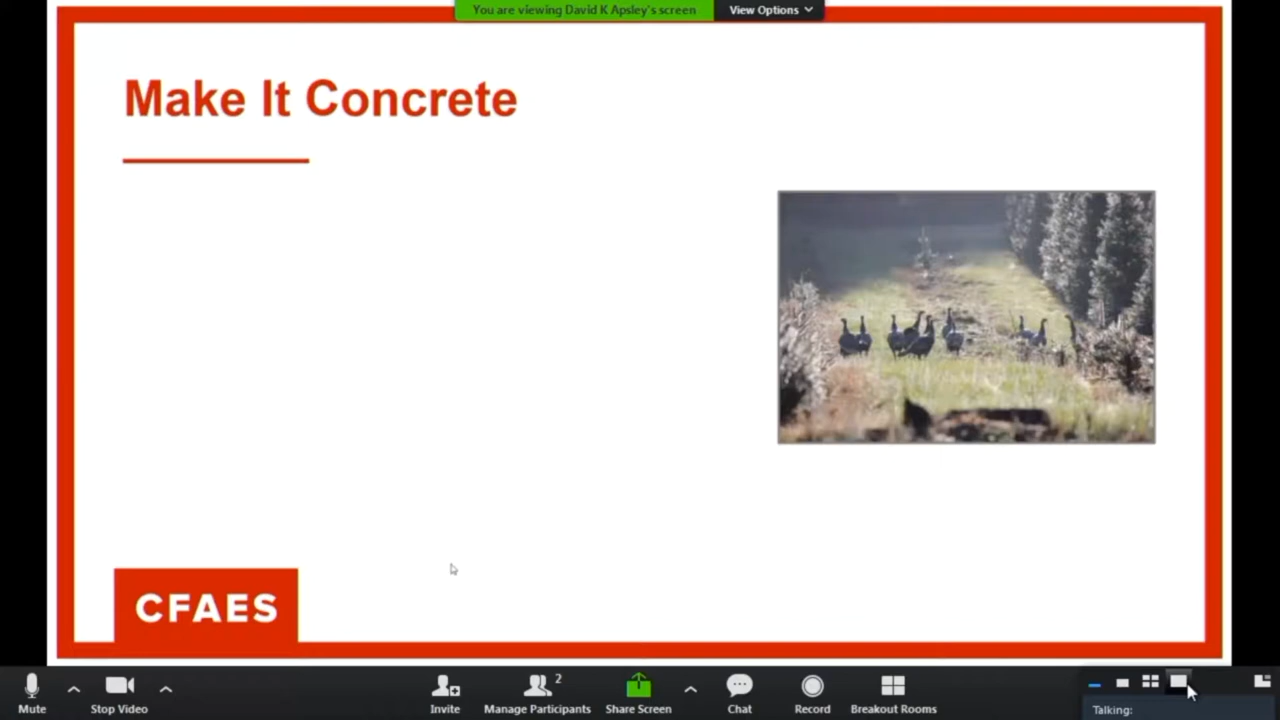 You are viewing David K Apsley's screen
View Options
Make It Concrete
CFAES
Mute
Stop Video
Invite
2
Manage Participants
Share Screen
Chat
Record
Breakout Rooms
Talking: